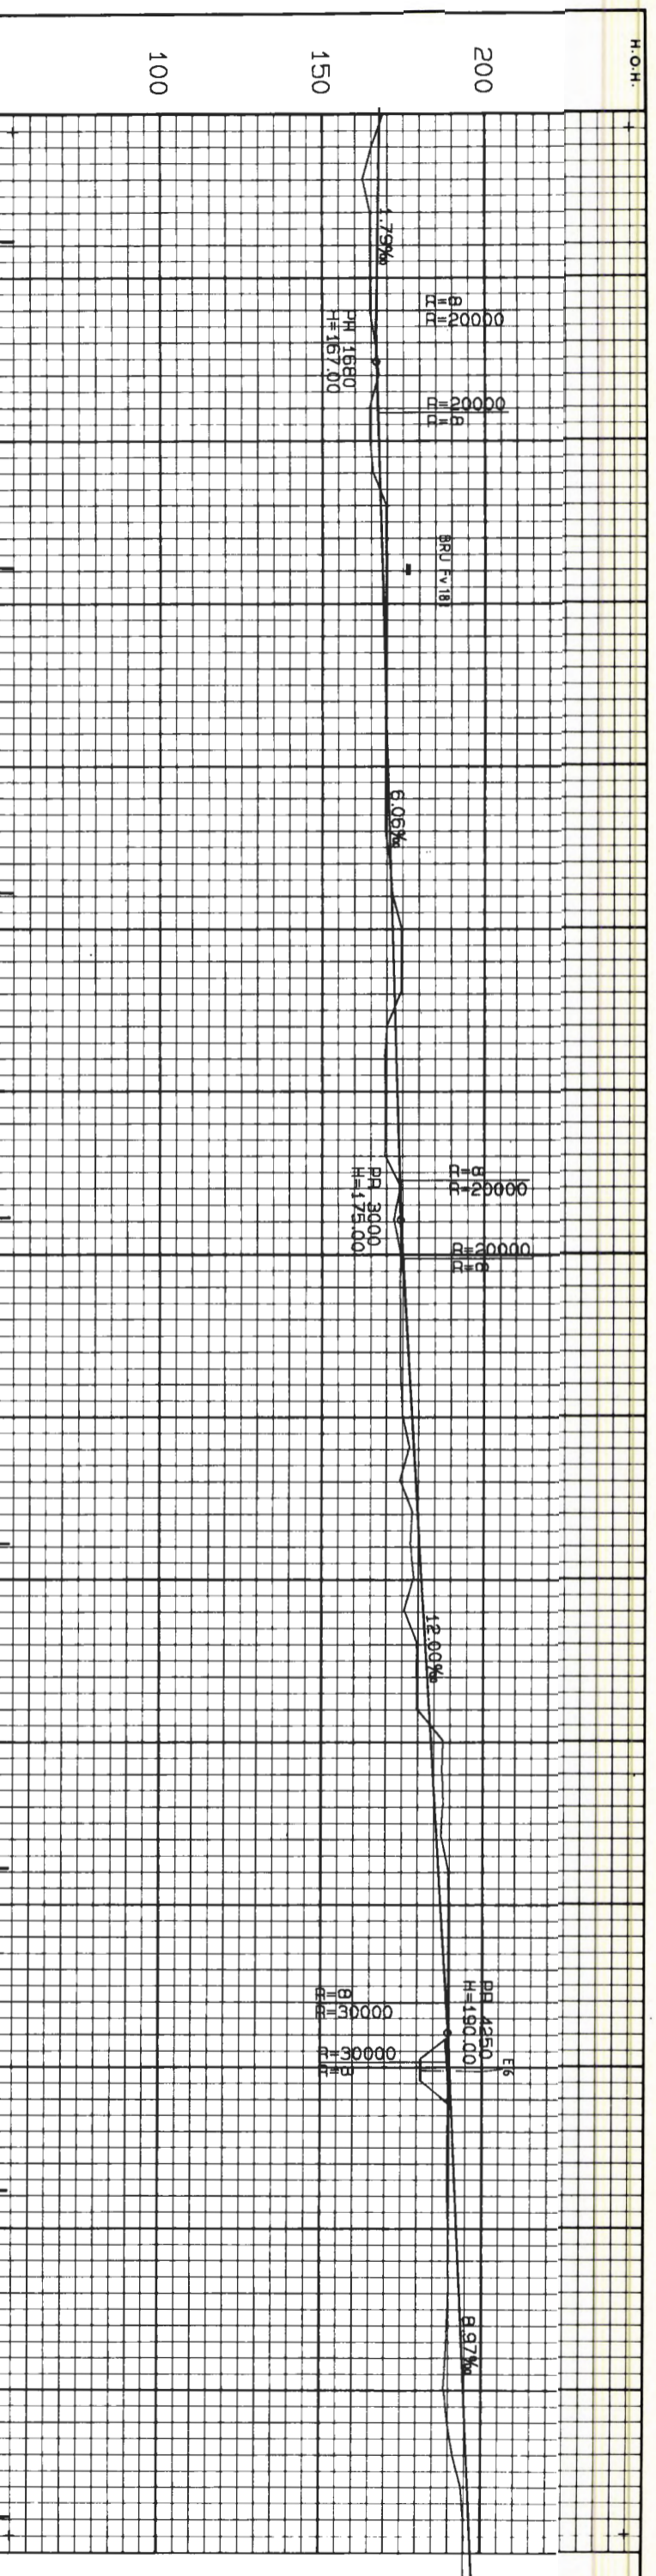 H.O.H.
200
150
100
1.79‰
R=∞
R=20000
PR 1680
H=167.00
R=20000
R=∞
BRU Fv 188
6.06‰
R=∞
R=20000
PR 3000
H=175.00
R=20000
R=∞
12.00‰
R=∞
R=30000
PR 4250
H=190.00
R=30000
R=∞
E6
8.97‰